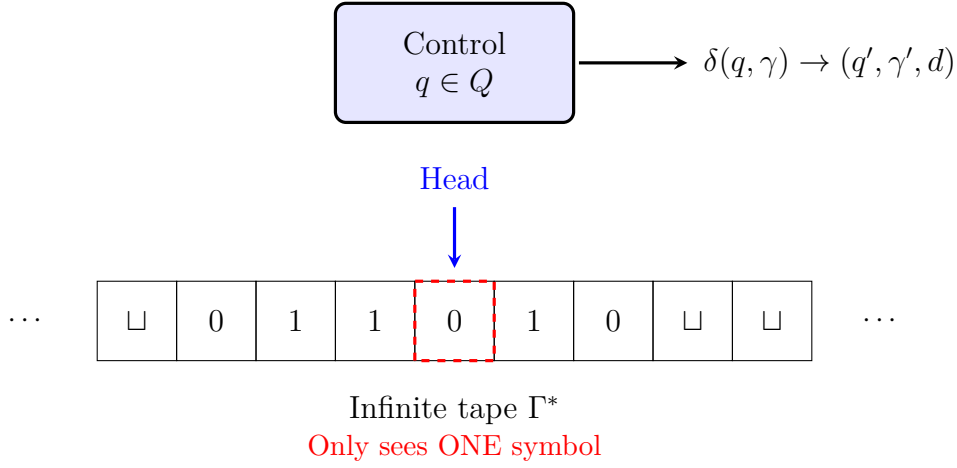 Control
q ∈ Q
δ(q, γ) → (q′, γ′, d)
Head
··· ⊔ 0 1 1 0 1 0 ⊔ ⊔ ···
Infinite tape Γ*
Only sees ONE symbol